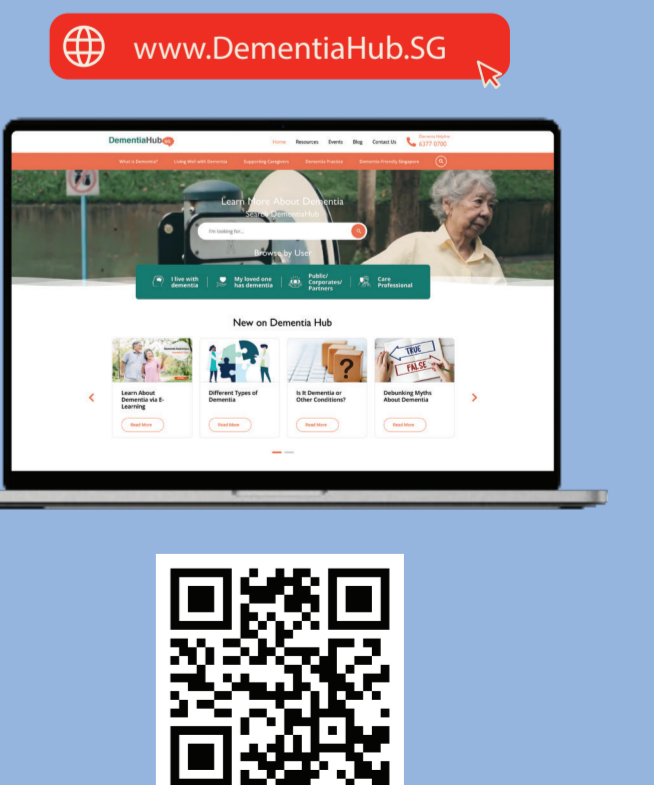 www.DementiaHub.SG
DementiaHub SG
Home Resources Events Blog Contact Us
Dementia Helpline
6377 0700
What is Dementia? Living Well with Dementia Supporting Caregivers Dementia Practice Dementia Friendly Singapore
Learn More About Dementia
Search DementiaHub
I'm looking for...
Browse by User
I live with
dementia
My loved one
has dementia
Public/
Corporates/
Partners
Care
Professional
New on Dementia Hub
Learn About
Dementia via E-
Learning
Read More
Different Types of
Dementia
Read More
?
Is It Dementia or
Other Conditions?
Read More
TRUE
FALSE
Debunking Myths
About Dementia
Read More